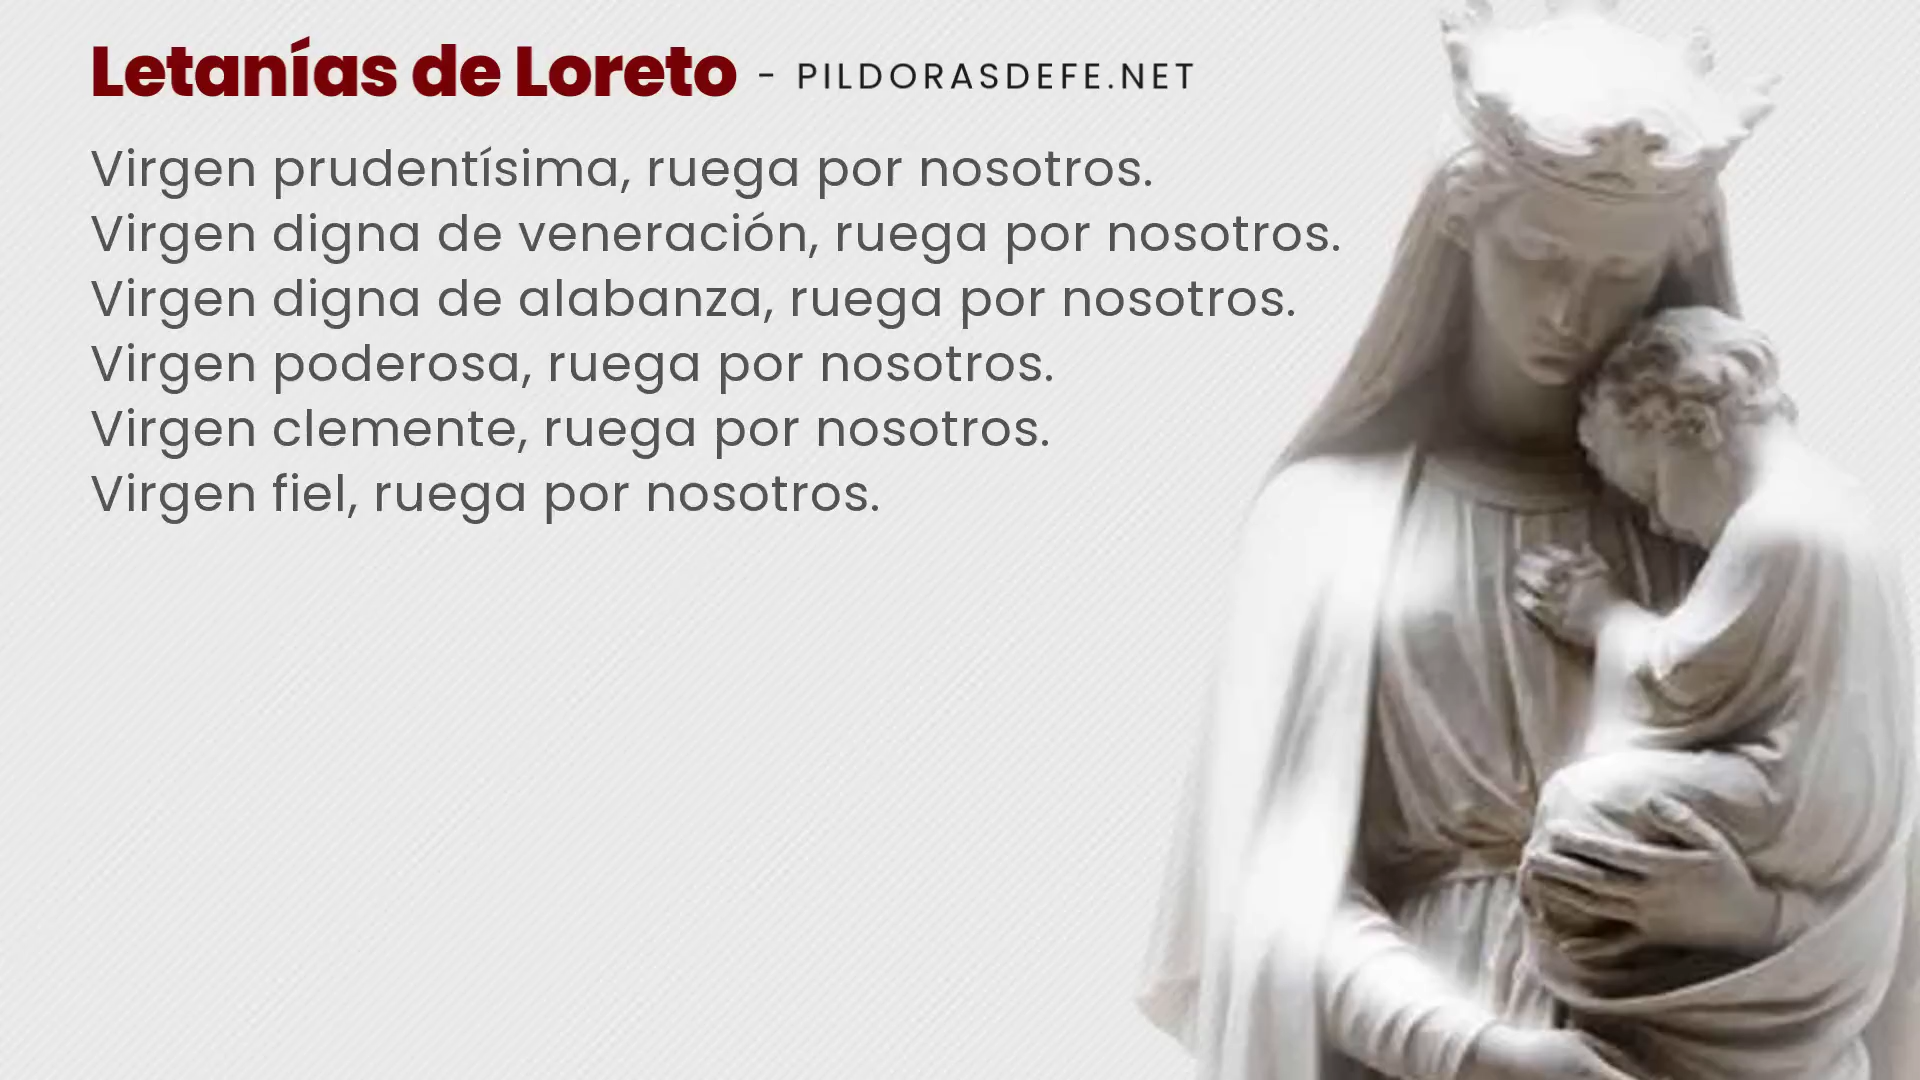 Letanías de Loreto - PILDORASDEFE.NET
Virgen prudentísima, ruega por nosotros.
Virgen digna de veneración, ruega por nosotros.
Virgen digna de alabanza, ruega por nosotros.
Virgen poderosa, ruega por nosotros.
Virgen clemente, ruega por nosotros.
Virgen fiel, ruega por nosotros.